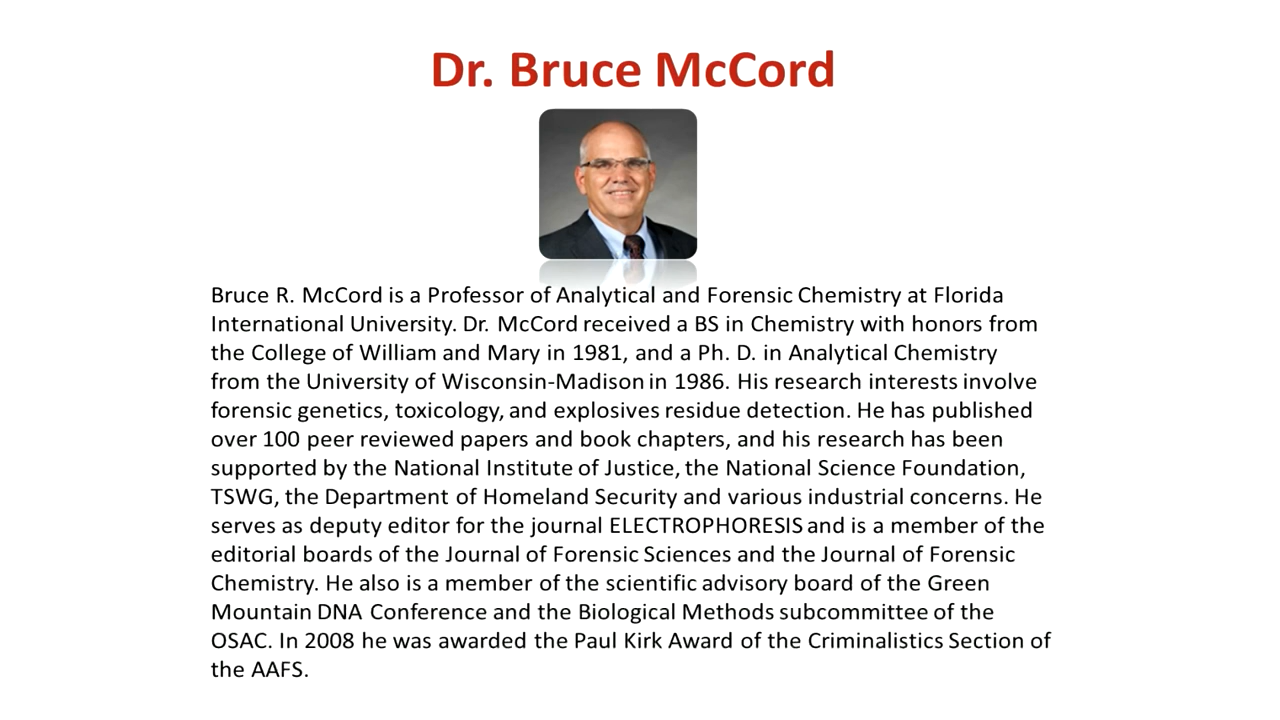 Dr. Bruce McCord
Bruce R. McCord is a Professor of Analytical and Forensic Chemistry at Florida
International University. Dr. McCord received a BS in Chemistry with honors from
the College of William and Mary in 1981, and a Ph. D. in Analytical Chemistry
from the University of Wisconsin-Madison in 1986. His research interests involve
forensic genetics, toxicology, and explosives residue detection. He has published
over 100 peer reviewed papers and book chapters, and his research has been
supported by the National Institute of Justice, the National Science Foundation,
TSWG, the Department of Homeland Security and various industrial concerns. He
serves as deputy editor for the journal ELECTROPHORESIS and is a member of the
editorial boards of the Journal of Forensic Sciences and the Journal of Forensic
Chemistry. He also is a member of the scientific advisory board of the Green
Mountain DNA Conference and the Biological Methods subcommittee of the
OSAC. In 2008 he was awarded the Paul Kirk Award of the Criminalistics Section of
the AAFS.